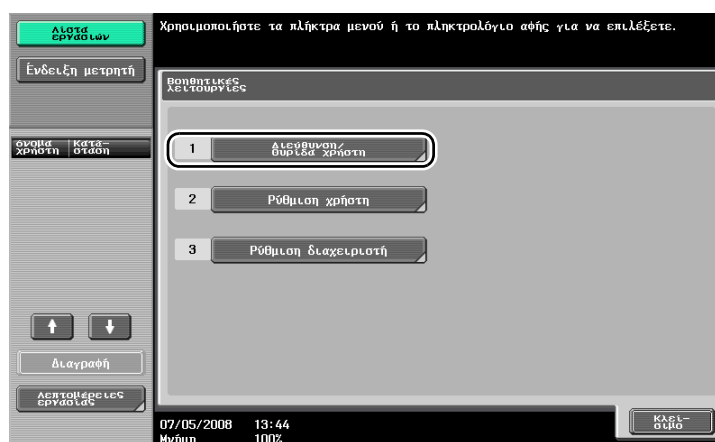 Λίστα
εργασιών
Χρησιμοποιήστε τα πλήκτρα μενού ή το πληκτρολόγιο αφής για να επιλέξετε.
Ένδειξη μετρητή
Βοηθητικές
λειτουργίες
όνομα
χρήστη
Κατά-
σταση
1
Διεύθυνση/
θυρίδα χρήστη
2
Ρύθμιση χρήστη
3
Ρύθμιση διαχειριστή
Διαγραφή
Λεπτομέρειες
εργασίας
07/05/2008 13:44
Μνήμη 100%
Κλεί-
σιμο